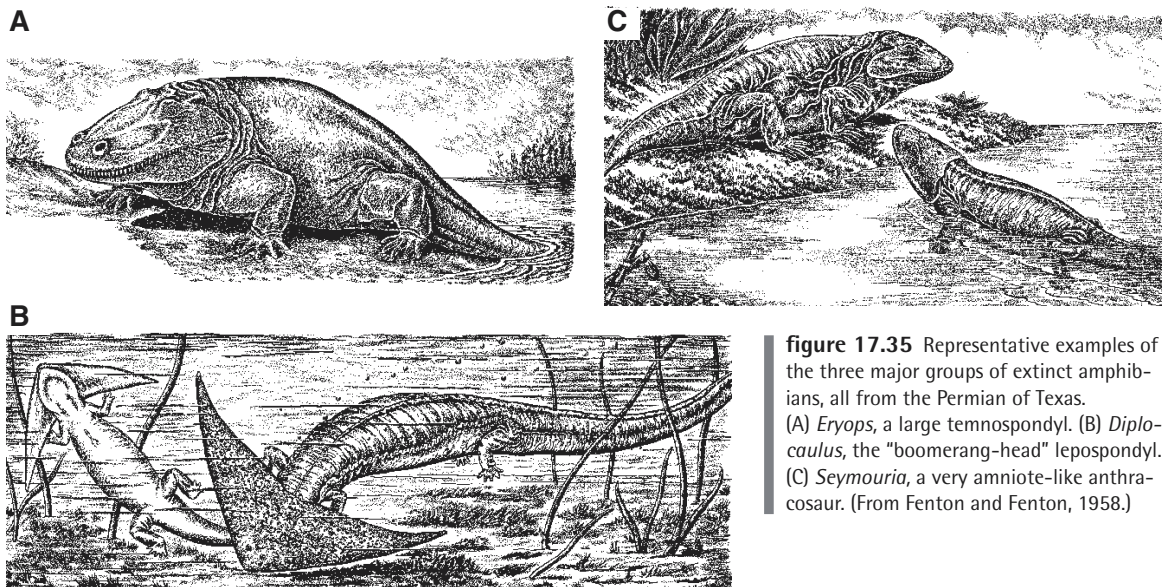 A
C
B
figure 17.35 Representative examples of
the three major groups of extinct amphib-
ians, all from the Permian of Texas.
(A) Eryops, a large temnospondyl. (B) Diplo-
caulus, the “boomerang-head” lepospondyl.
(C) Seymouria, a very amniote-like anthra-
cosaur. (From Fenton and Fenton, 1958.)